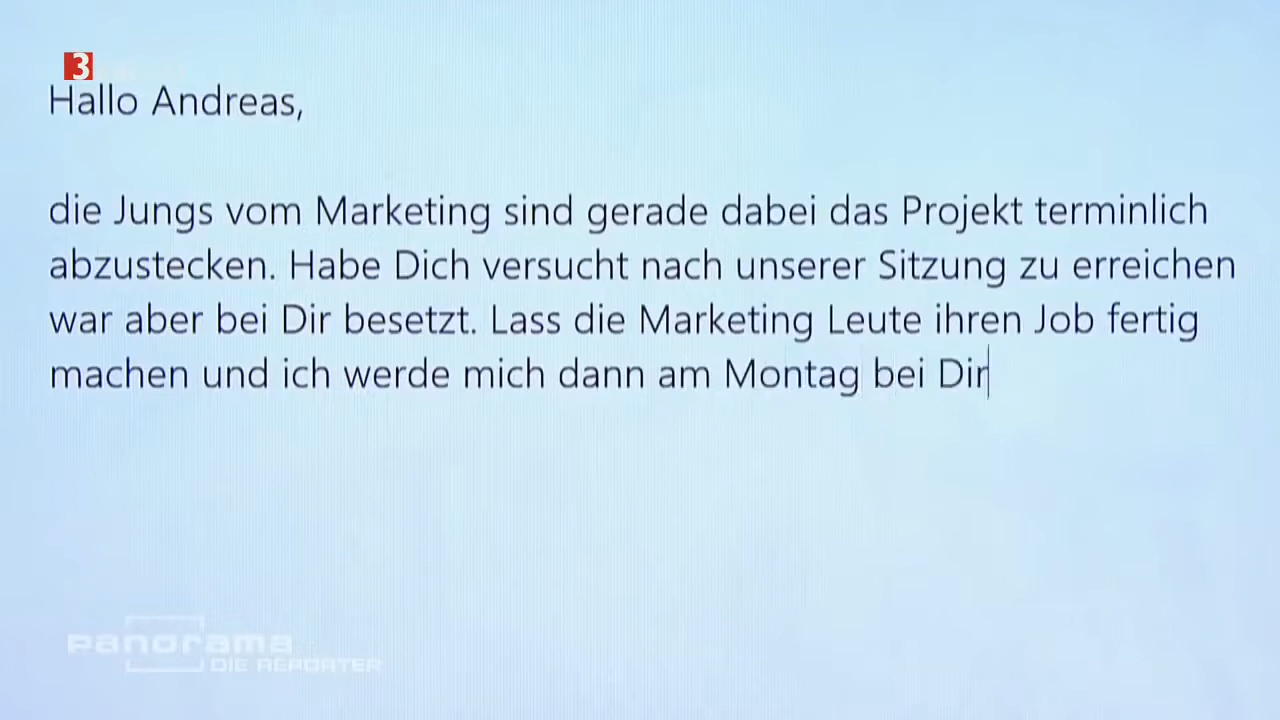 3
Hallo Andreas,
die Jungs vom Marketing sind gerade dabei das Projekt terminlich
abzustecken. Habe Dich versucht nach unserer Sitzung zu erreichen
war aber bei Dir besetzt. Lass die Marketing Leute ihren Job fertig
machen und ich werde mich dann am Montag bei Dir
panorama
DIE REPORTER